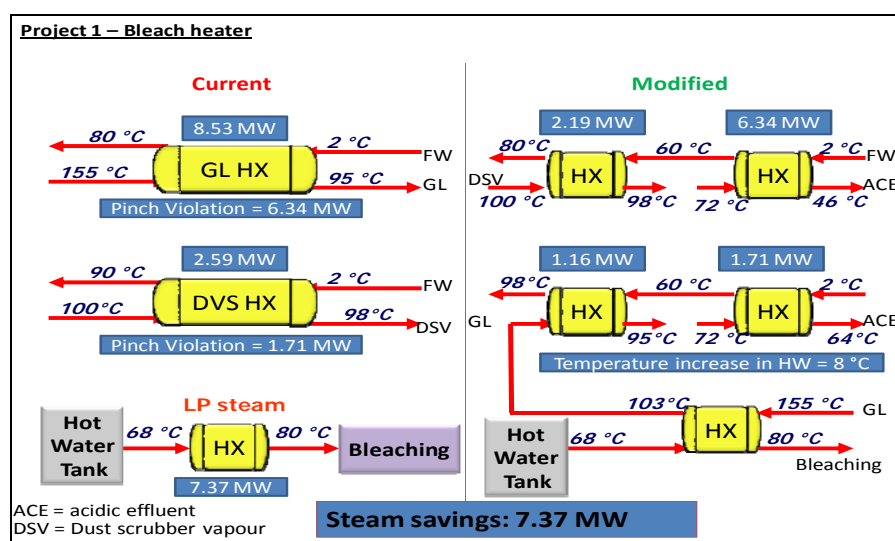 Project 1 – Bleach heater
Current
8.53 MW
80 °C
2 °C
FW
GL HX
155 °C
95 °C
GL
Pinch Violation = 6.34 MW
2.59 MW
90 °C
2 °C
FW
DVS HX
100°C
98°C
DSV
Pinch Violation = 1.71 MW
LP steam
Hot
Water
Tank
68 °C
HX
80 °C
Bleaching
7.37 MW
ACE = acidic effluent
DSV = Dust scrubber vapour
Modified
2.19 MW
6.34 MW
80°C
60 °C
2 °C
FW
DSV
HX
HX
ACE
100 °C
98°C
72 °C
46 °C
1.16 MW
1.71 MW
98°C
60 °C
2 °C
GL
HX
HX
ACE
95°C
72 °C
64°C
Temperature increase in HW = 8 °C
103°C
155 °C
GL
Hot
Water
Tank
68 °C
HX
80 °C
Bleaching
Steam savings: 7.37 MW